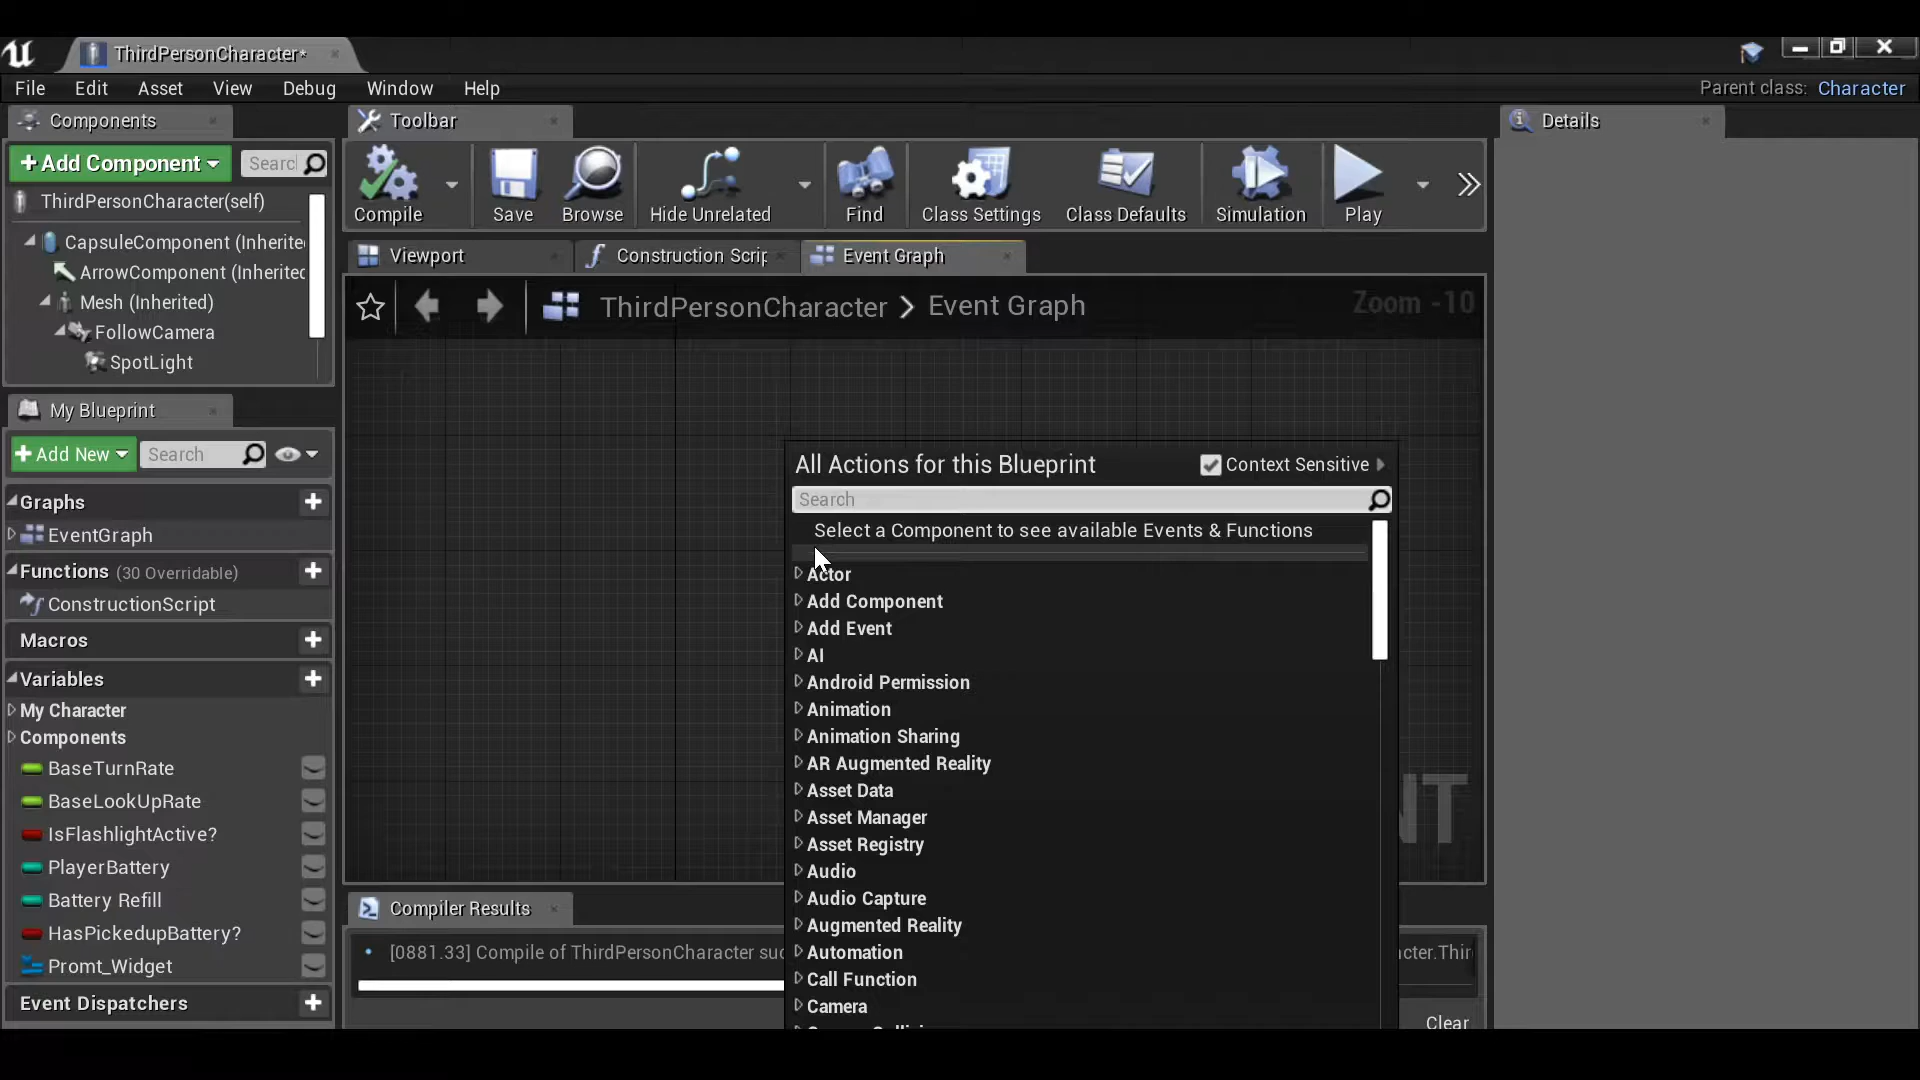 ThirdPersonCharacter*
File Edit Asset View Debug Window Help
Parent class: Character
Components
+ Add Component
Searc
ThirdPersonCharacter(self)
CapsuleComponent (Inherite
ArrowComponent (Inheritec
Mesh (Inherited)
FollowCamera
SpotLight
My Blueprint
+ Add New
Search
Graphs
EventGraph
Functions (30 Overridable)
ConstructionScript
Macros
Variables
My Character
Components
BaseTurnRate
BaseLookUpRate
IsFlashlightActive?
PlayerBattery
Battery Refill
HasPickedupBattery?
Promt_Widget
Event Dispatchers
Toolbar
Compile
Save
Browse
Hide Unrelated
Find
Class Settings
Class Defaults
Simulation
Play
Viewport
Construction Scrip
Event Graph
ThirdPersonCharacter > Event Graph
Zoom -10
All Actions for this Blueprint
Context Sensitive
Search
Select a Component to see available Events & Functions
Actor
Add Component
Add Event
AI
Android Permission
Animation
Animation Sharing
AR Augmented Reality
Asset Data
Asset Manager
Asset Registry
Audio
Audio Capture
Augmented Reality
Automation
Call Function
Camera
NT
Compiler Results
[0881.33] Compile of ThirdPersonCharacter suc
acter.Thir
Clear
Details